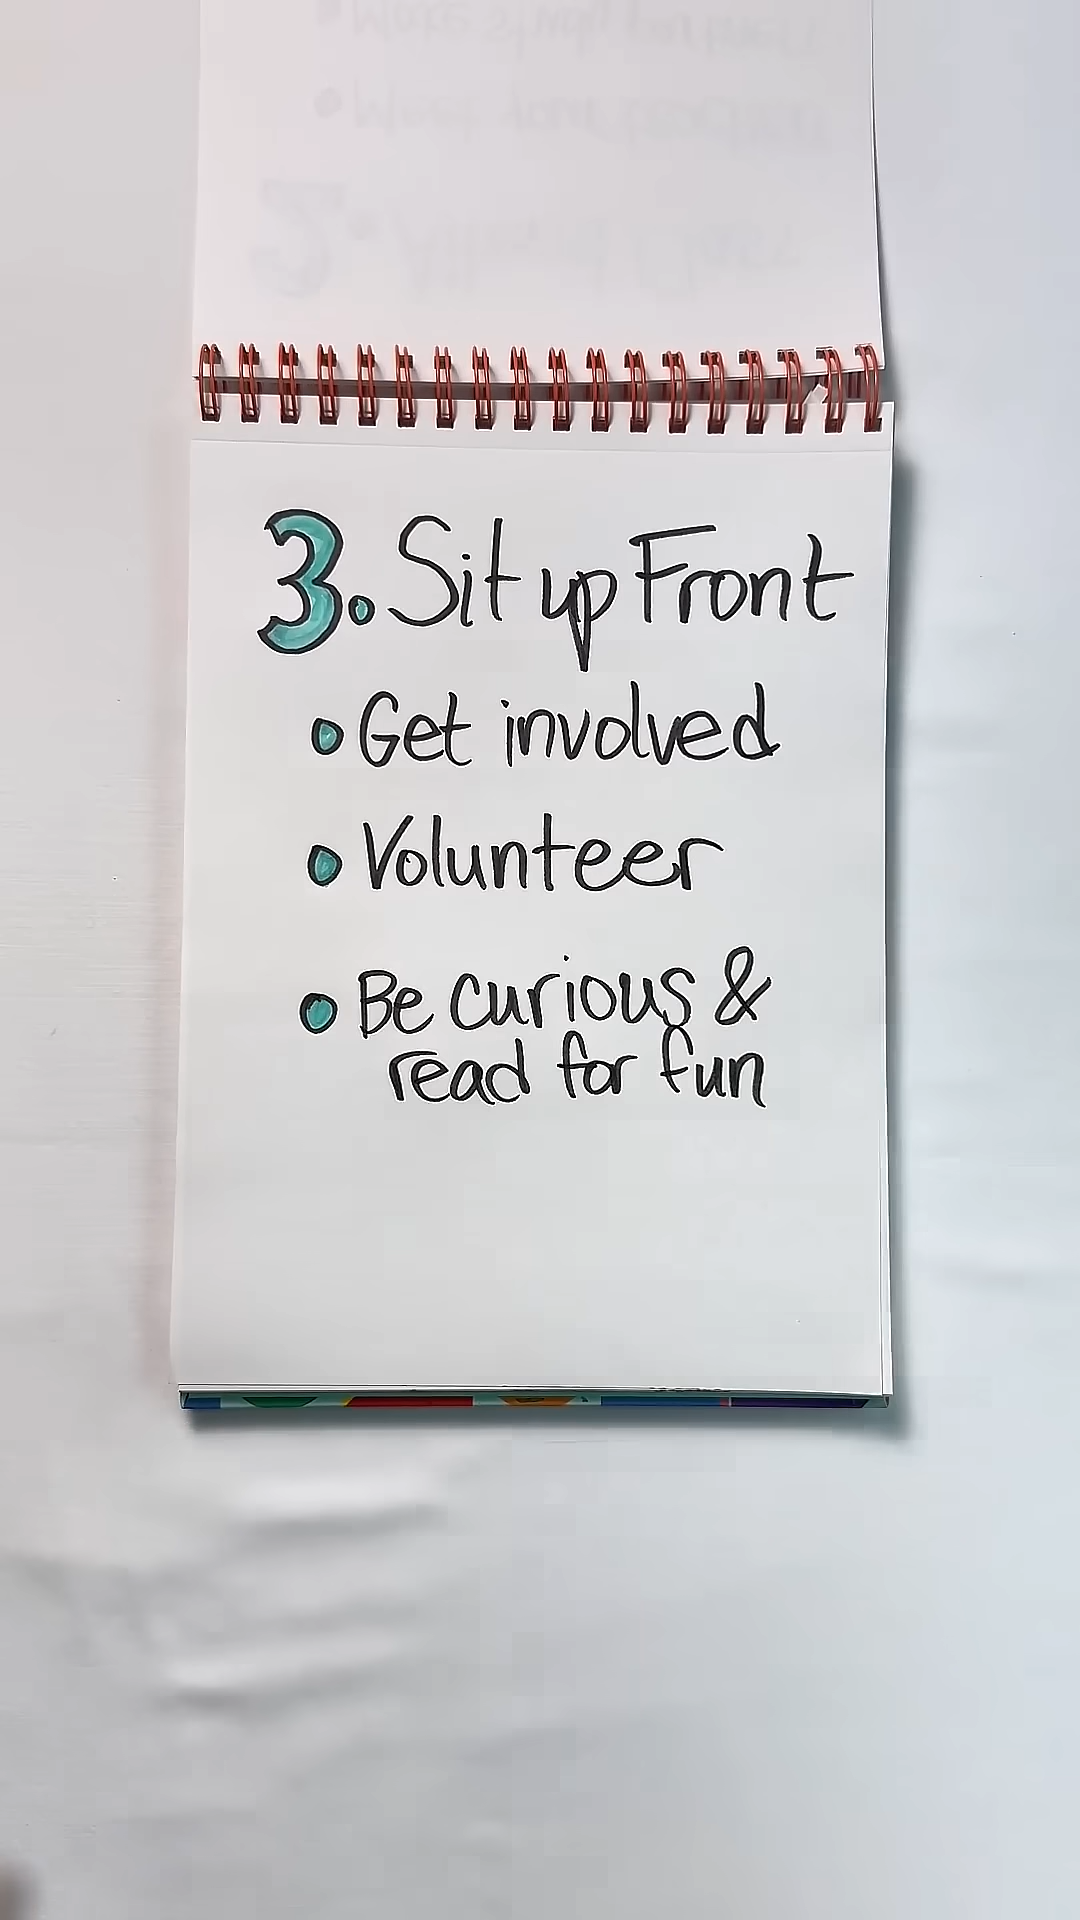 3. Sit up Front
• Get involved
• Volunteer
• Be curious &
read for fun